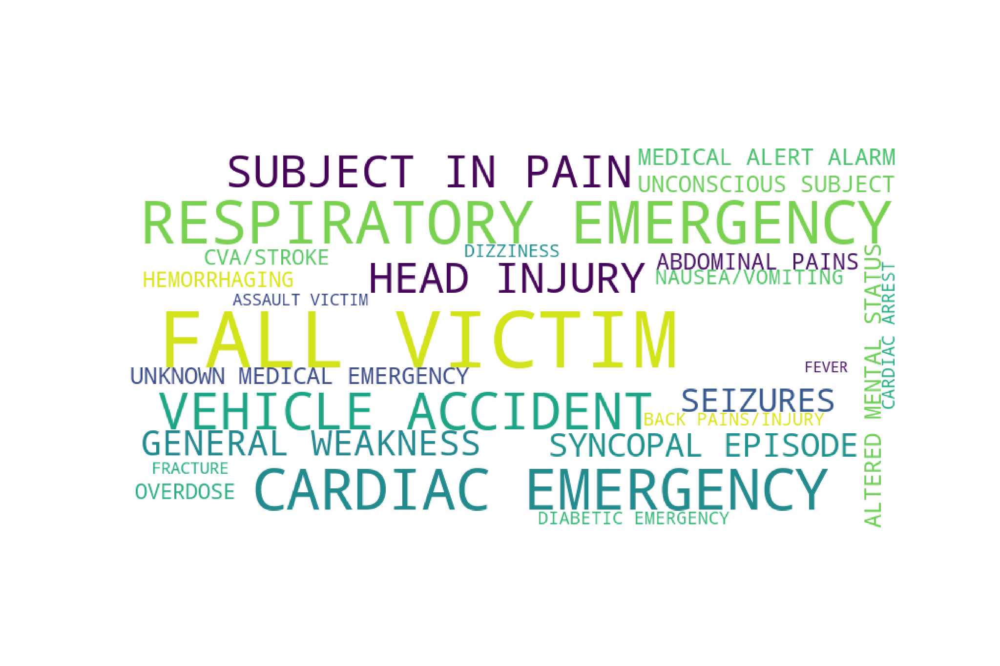 SUBJECT IN PAIN
MEDICAL ALERT ALARM
UNCONSCIOUS SUBJECT
RESPIRATORY EMERGENCY
DIZZINESS
CVA/STROKE
ABDOMINAL PAINS
HEAD INJURY
NAUSEA/VOMITING
HEMORRHAGING
ASSAULT VICTIM
FALL VICTIM
ALTERED MENTAL STATUS
CARDIAC ARREST
FEVER
UNKNOWN MEDICAL EMERGENCY
SEIZURES
VEHICLE ACCIDENT
BACK PAINS/INJURY
GENERAL WEAKNESS
SYNCOPAL EPISODE
FRACTURE
OVERDOSE
CARDIAC EMERGENCY
DIABETIC EMERGENCY